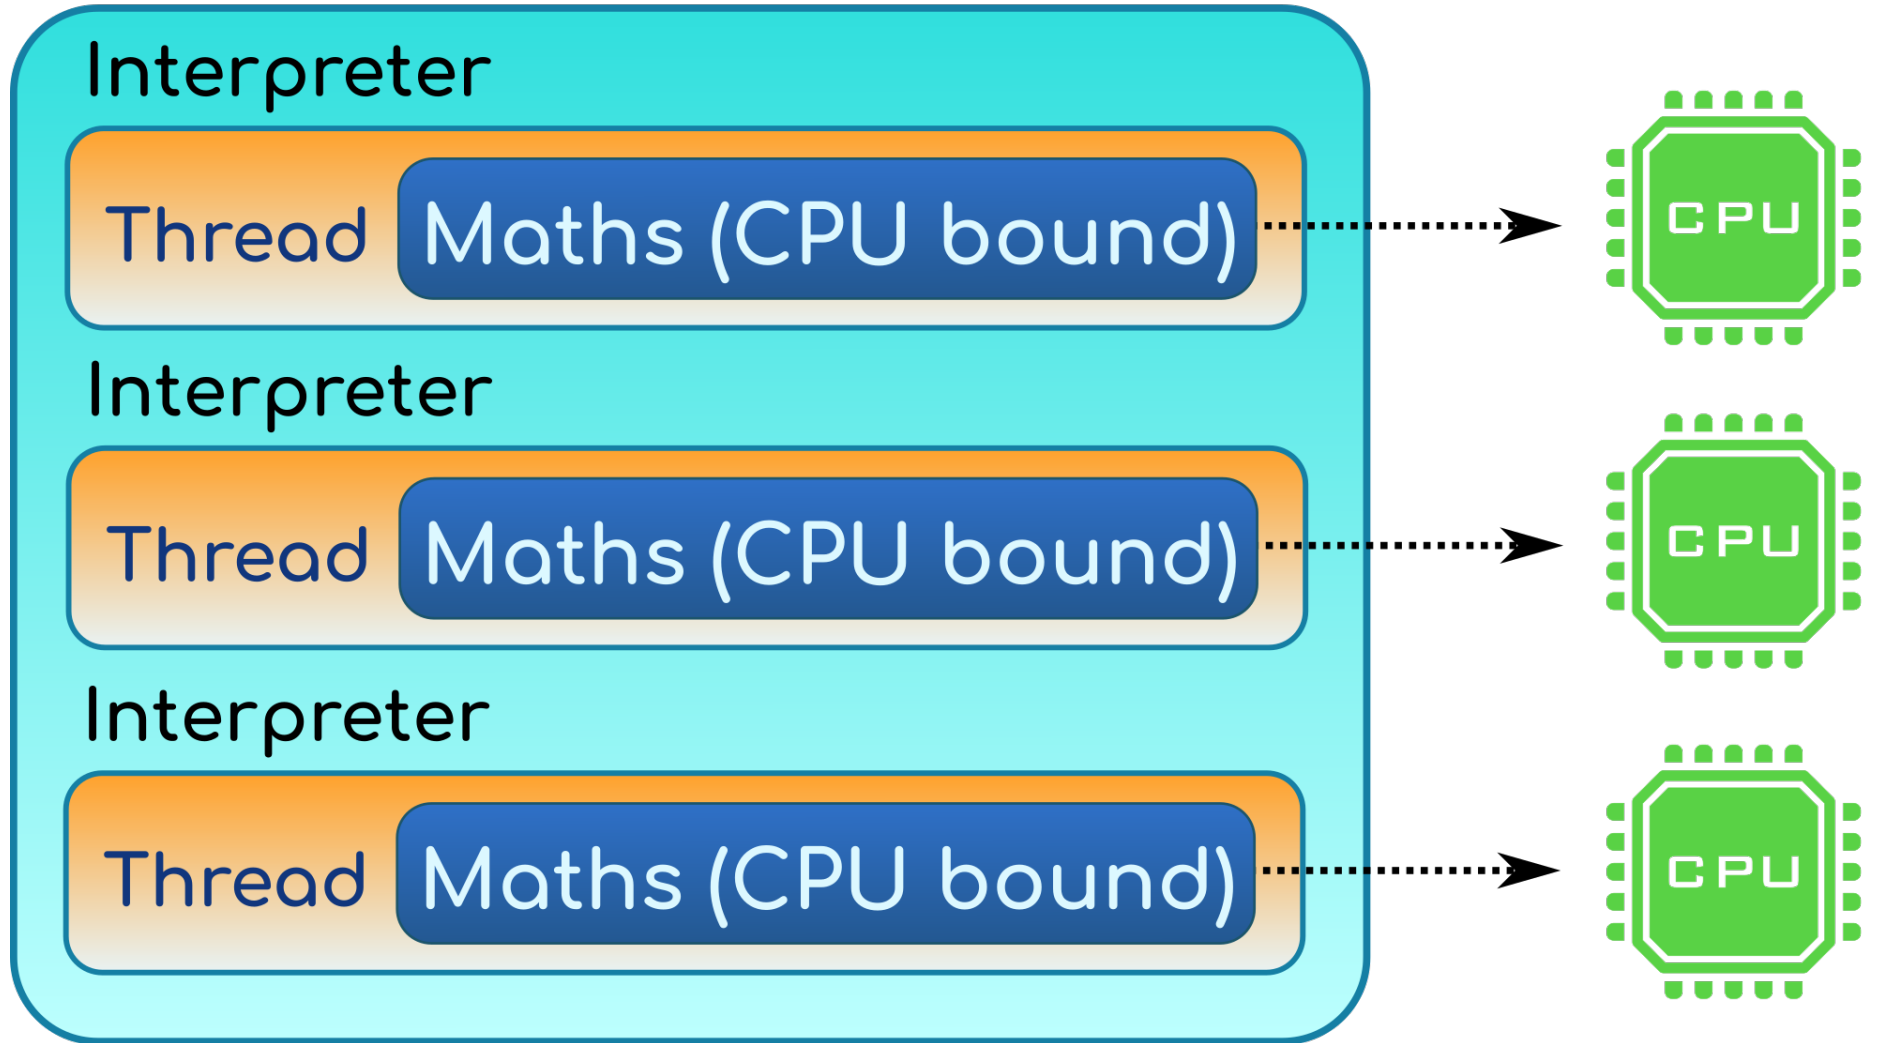 Interpreter
Thread Maths (CPU bound)
CPU
Interpreter
Thread Maths (CPU bound)
CPU
Interpreter
Thread Maths (CPU bound)
CPU